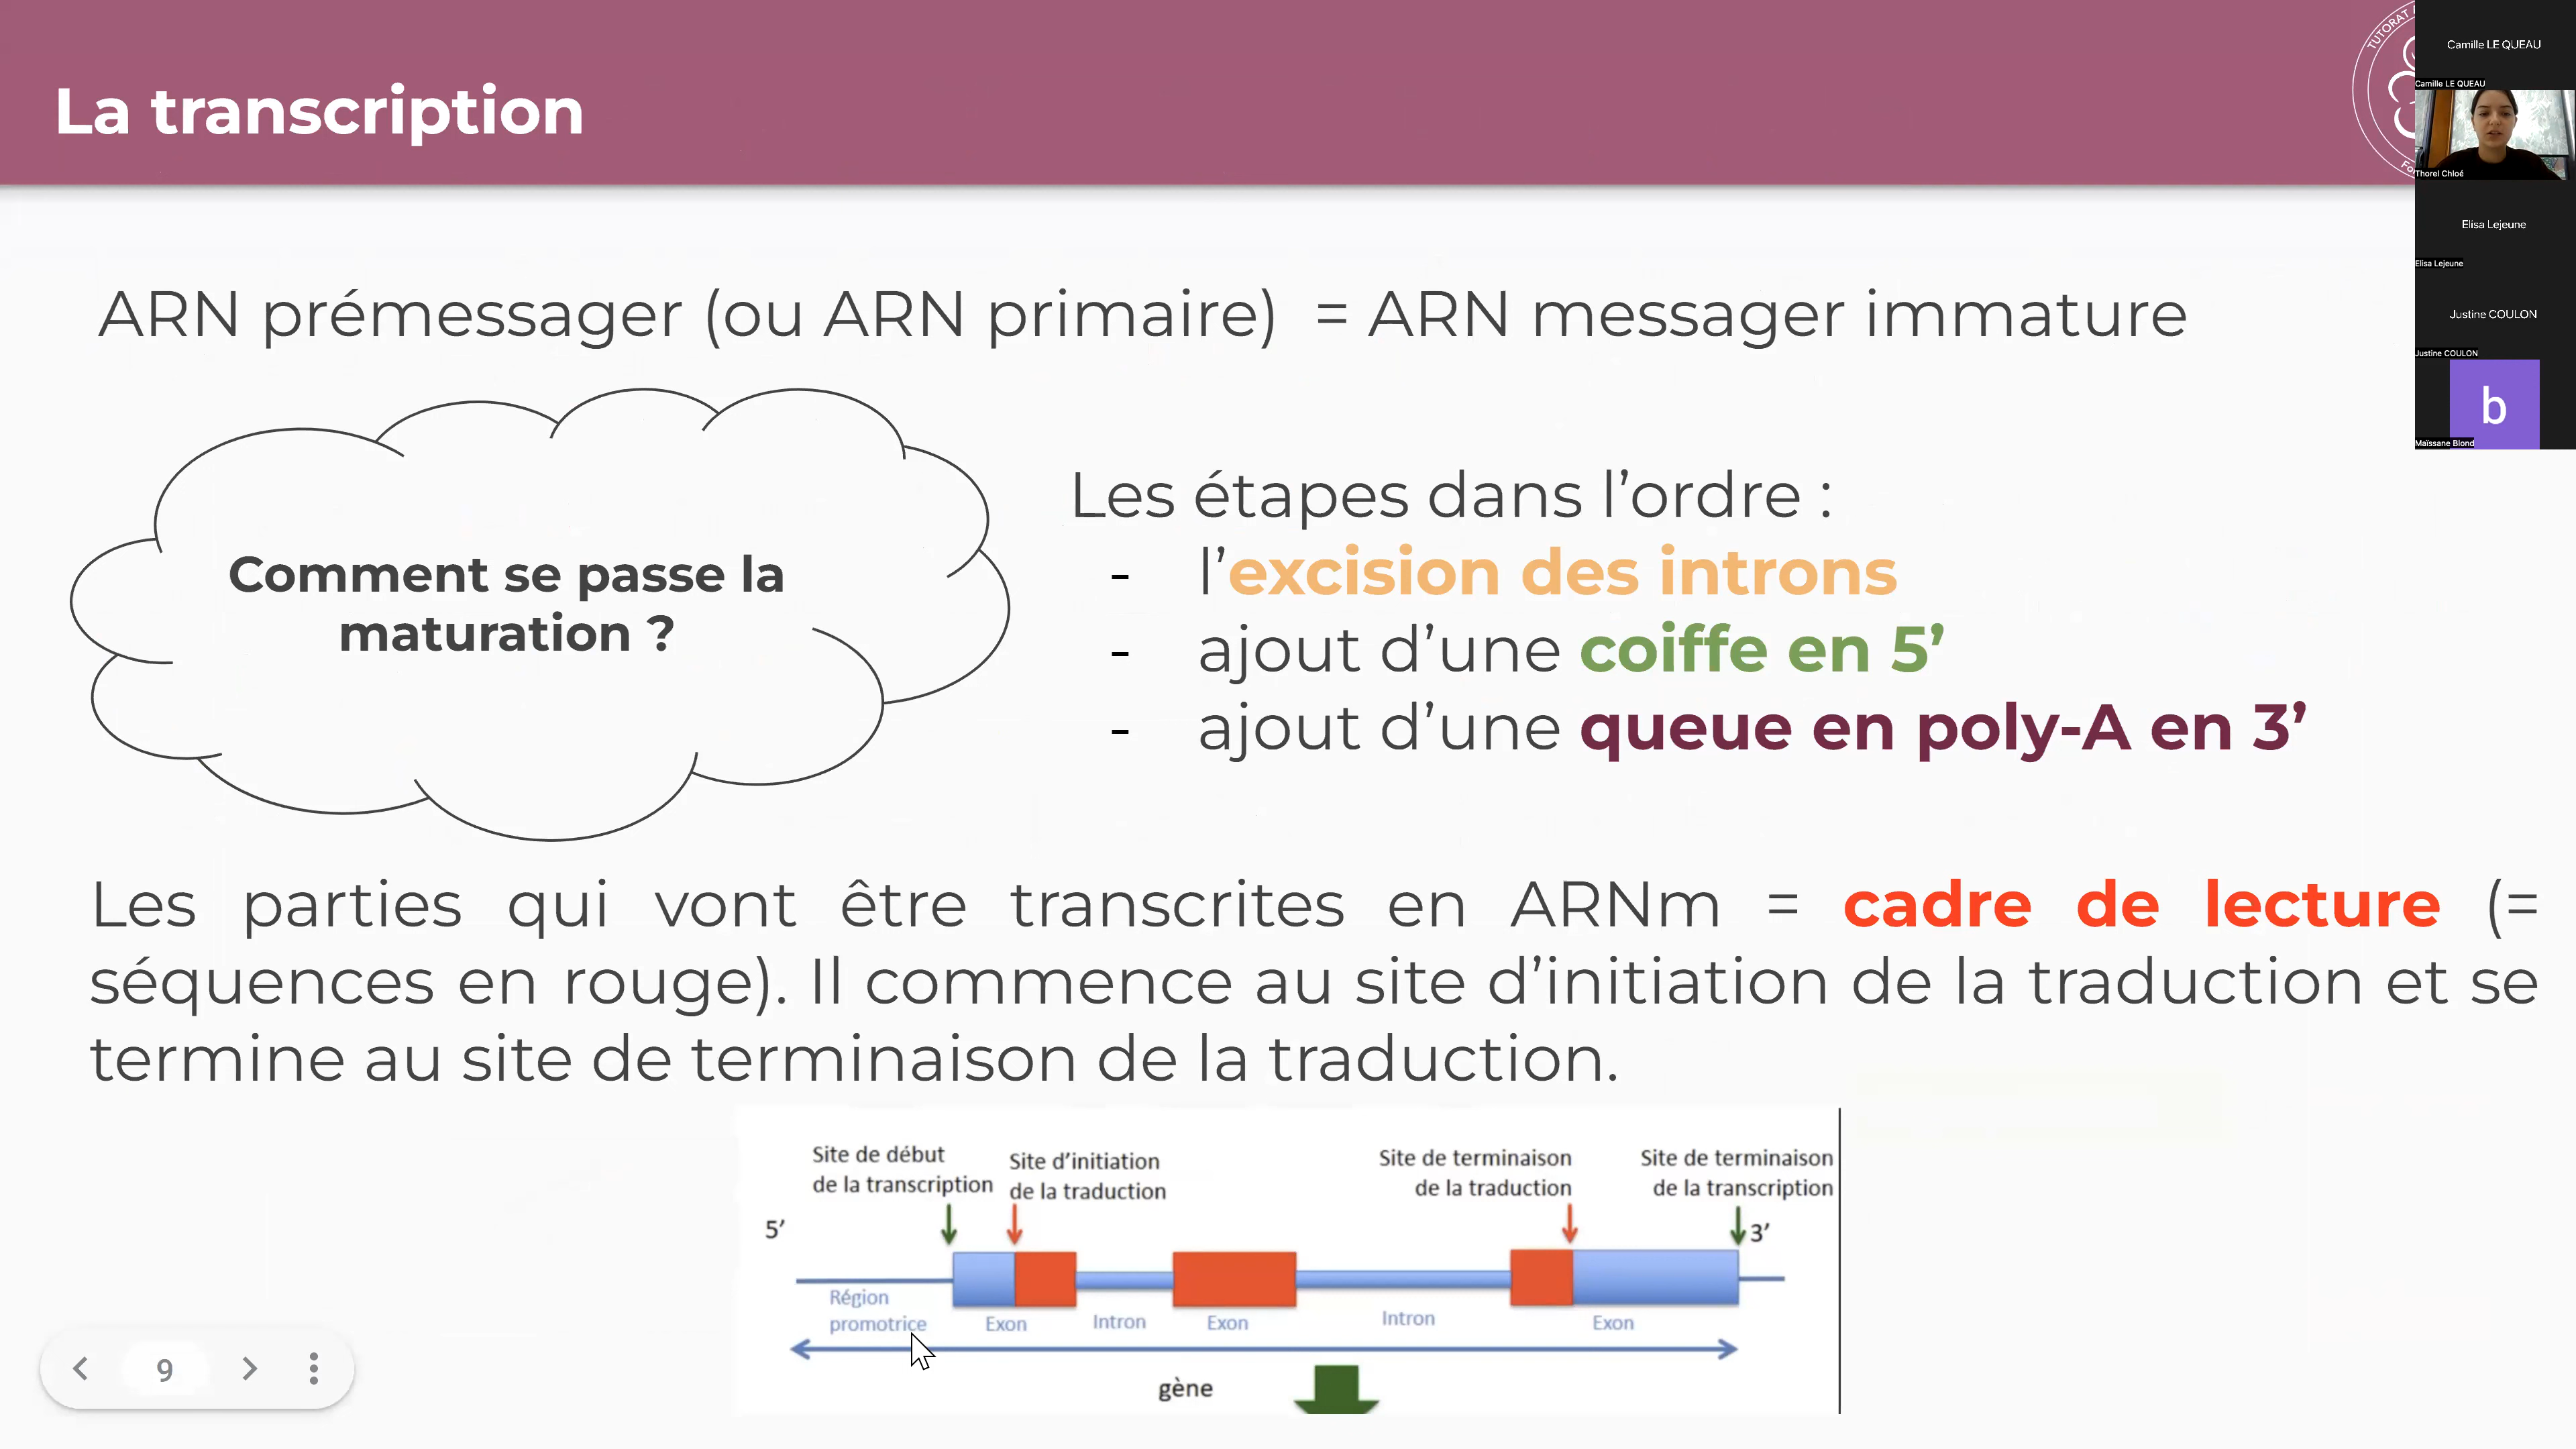 La transcription
TUTORAT
Camille LE QUEAU
Camille LE QUEAU
Thorel Chloé
Elisa Lejeune
Elisa Lejeune
Justine COULON
Justine COULON
b
Maïssane Blond
ARN prémessager (ou ARN primaire) = ARN messager immature
Comment se passe la
maturation ?
Les étapes dans l’ordre :
- l’excision des introns
- ajout d’une coiffe en 5’
- ajout d’une queue en poly-A en 3’
Les parties qui vont être transcrites en ARNm = cadre de lecture (=
séquences en rouge). Il commence au site d’initiation de la traduction et se
termine au site de terminaison de la traduction.
Site de début
de la transcription
Site d’initiation
de la traduction
Site de terminaison
de la traduction
Site de terminaison
de la transcription
5’
3’
Région
promotrice
Exon
Intron
Exon
Intron
Exon
gène
9